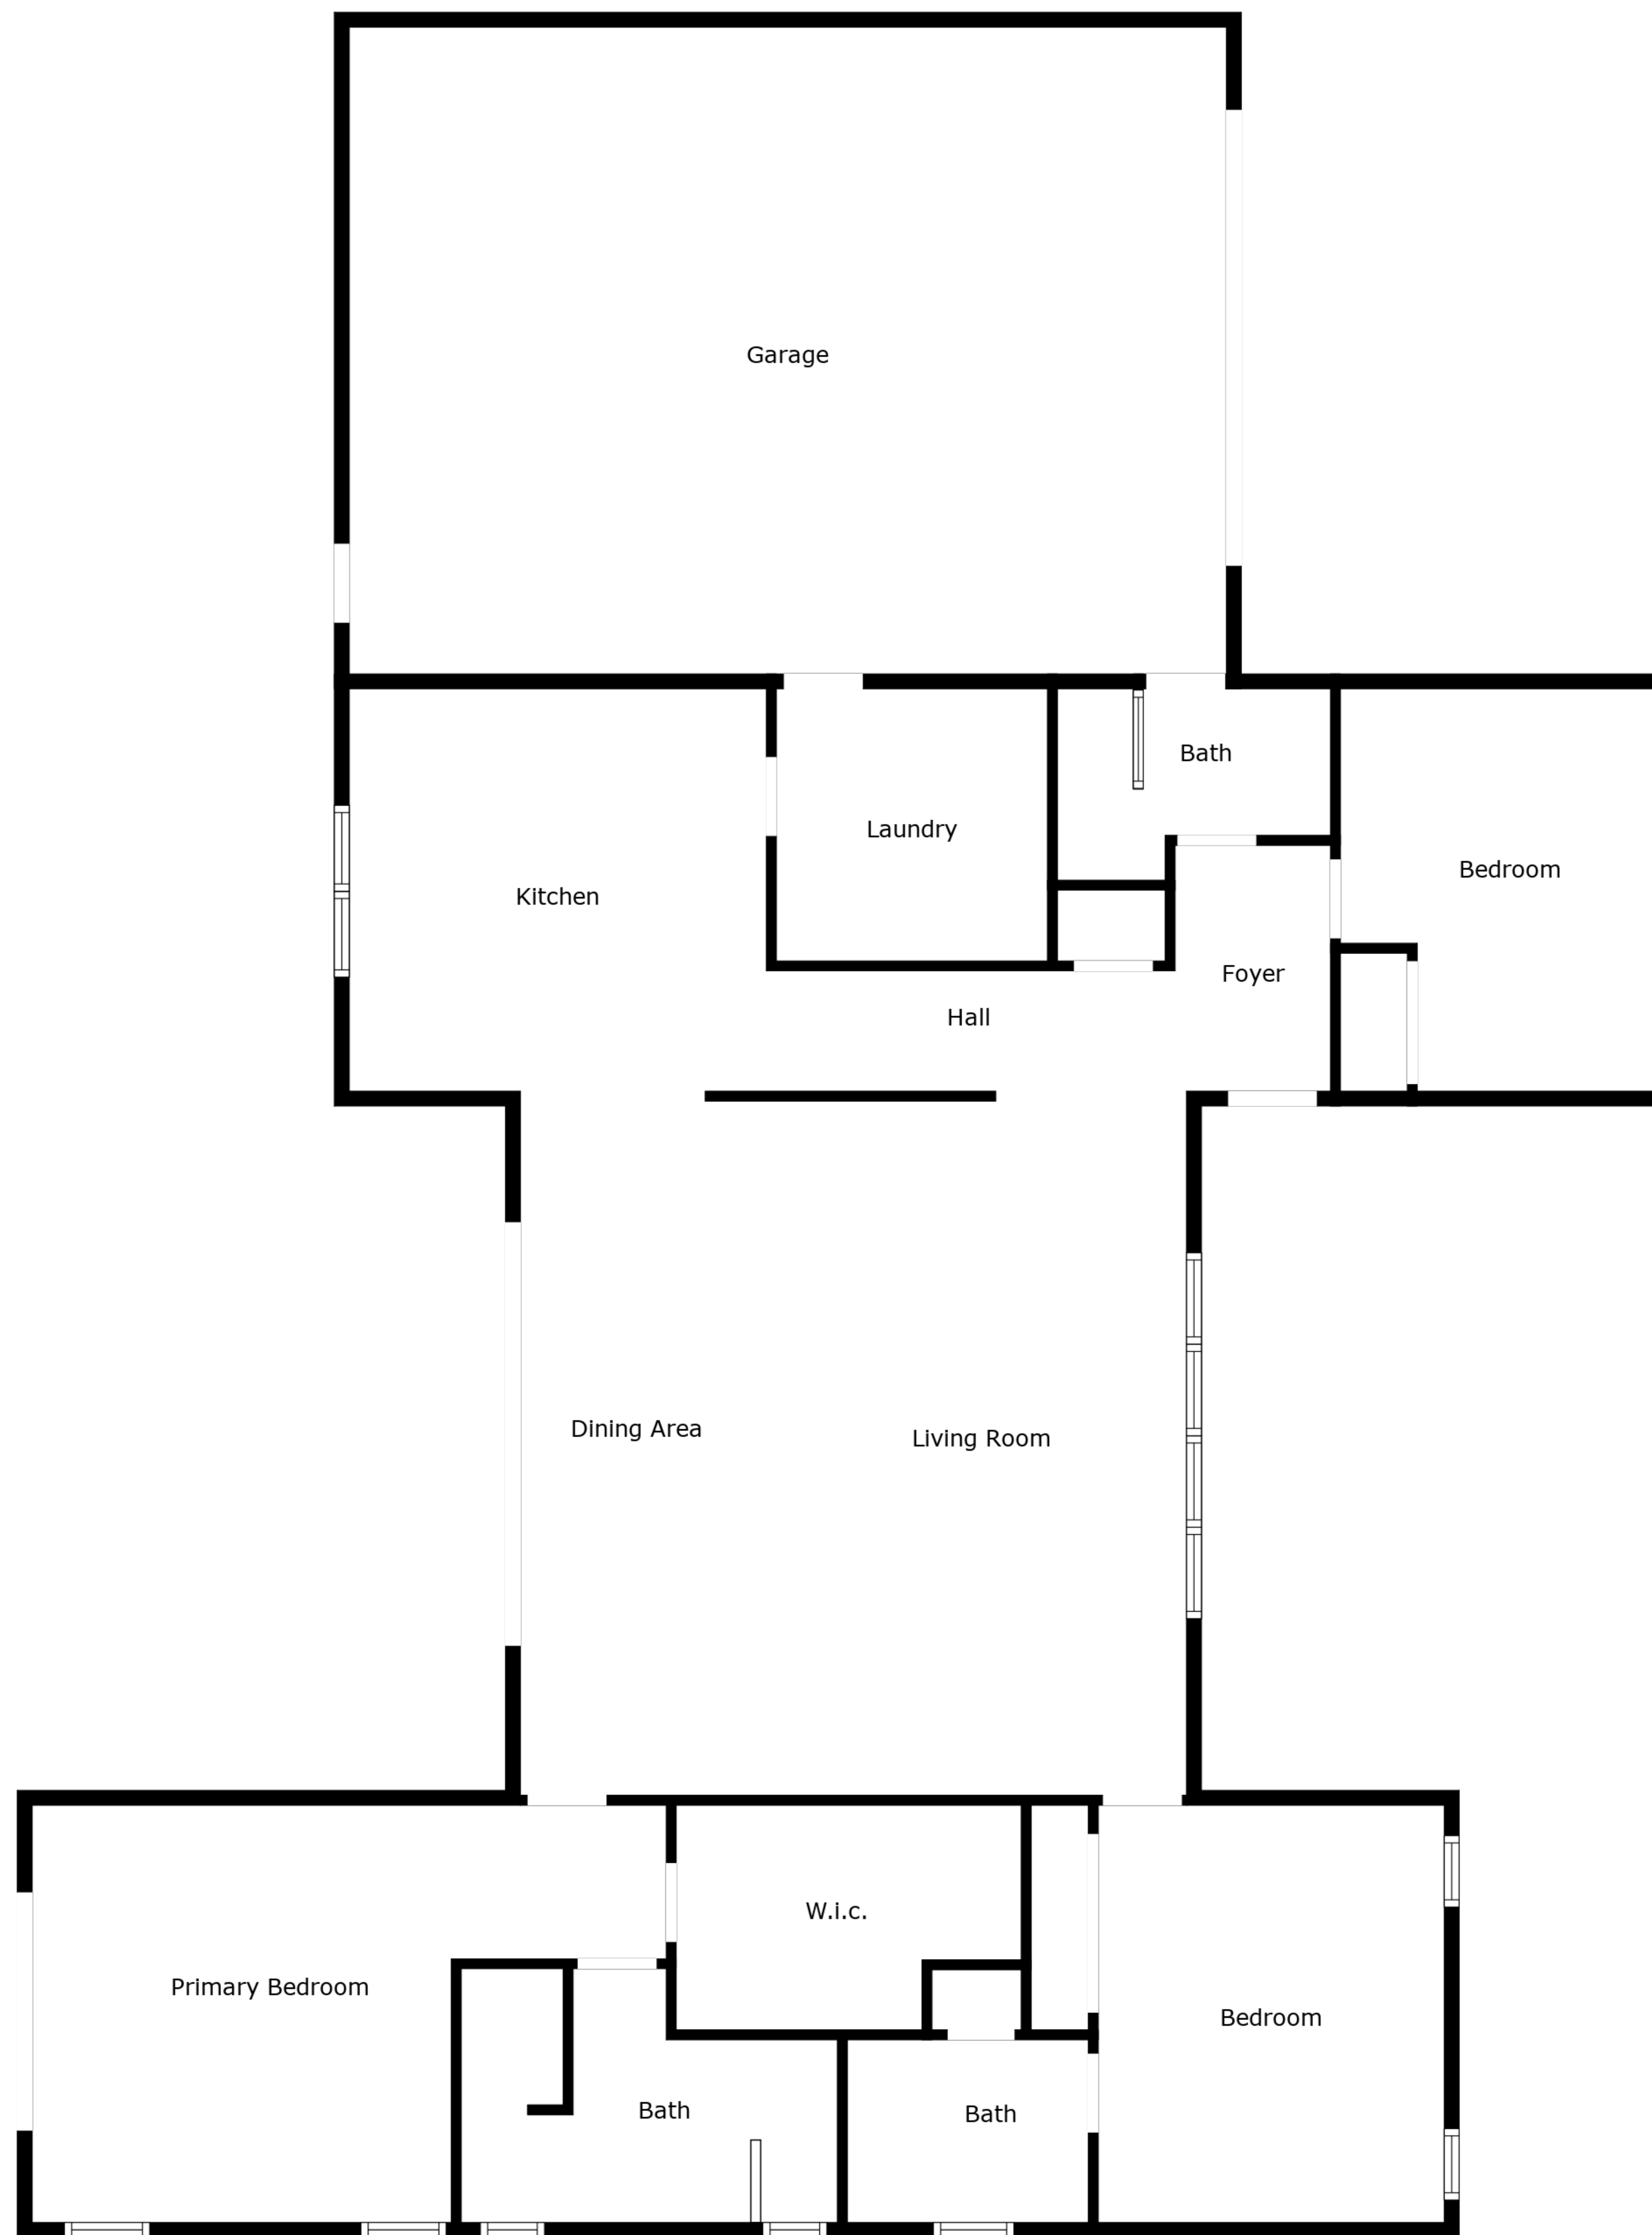 Garage
Bath
Laundry
Bedroom
Kitchen
Foyer
Hall
Dining Area
Living Room
W.i.c.
Primary Bedroom
Bedroom
Bath
Bath